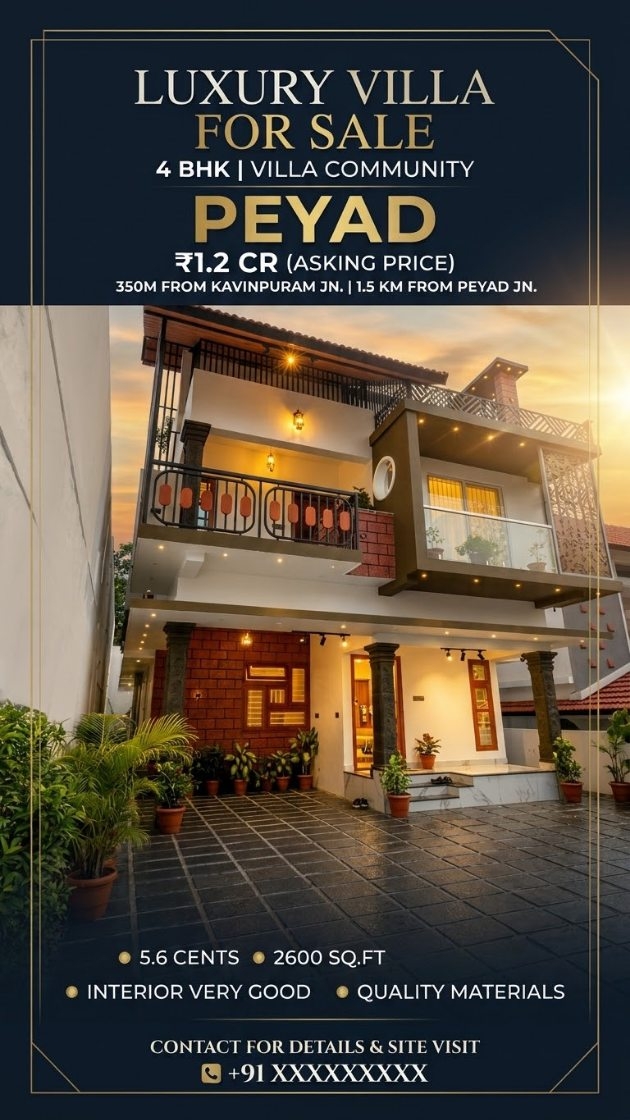 LUXURY VILLA
FOR SALE
4 BHK | VILLA COMMUNITY
PEYAD
₹1.2 CR (ASKING PRICE)
350M FROM KAVINPURAM JN. | 1.5 KM FROM PEYAD JN.
5.6 CENTS 2600 SQ.FT
INTERIOR VERY GOOD QUALITY MATERIALS
CONTACT FOR DETAILS & SITE VISIT
+91 XXXXXXXXX